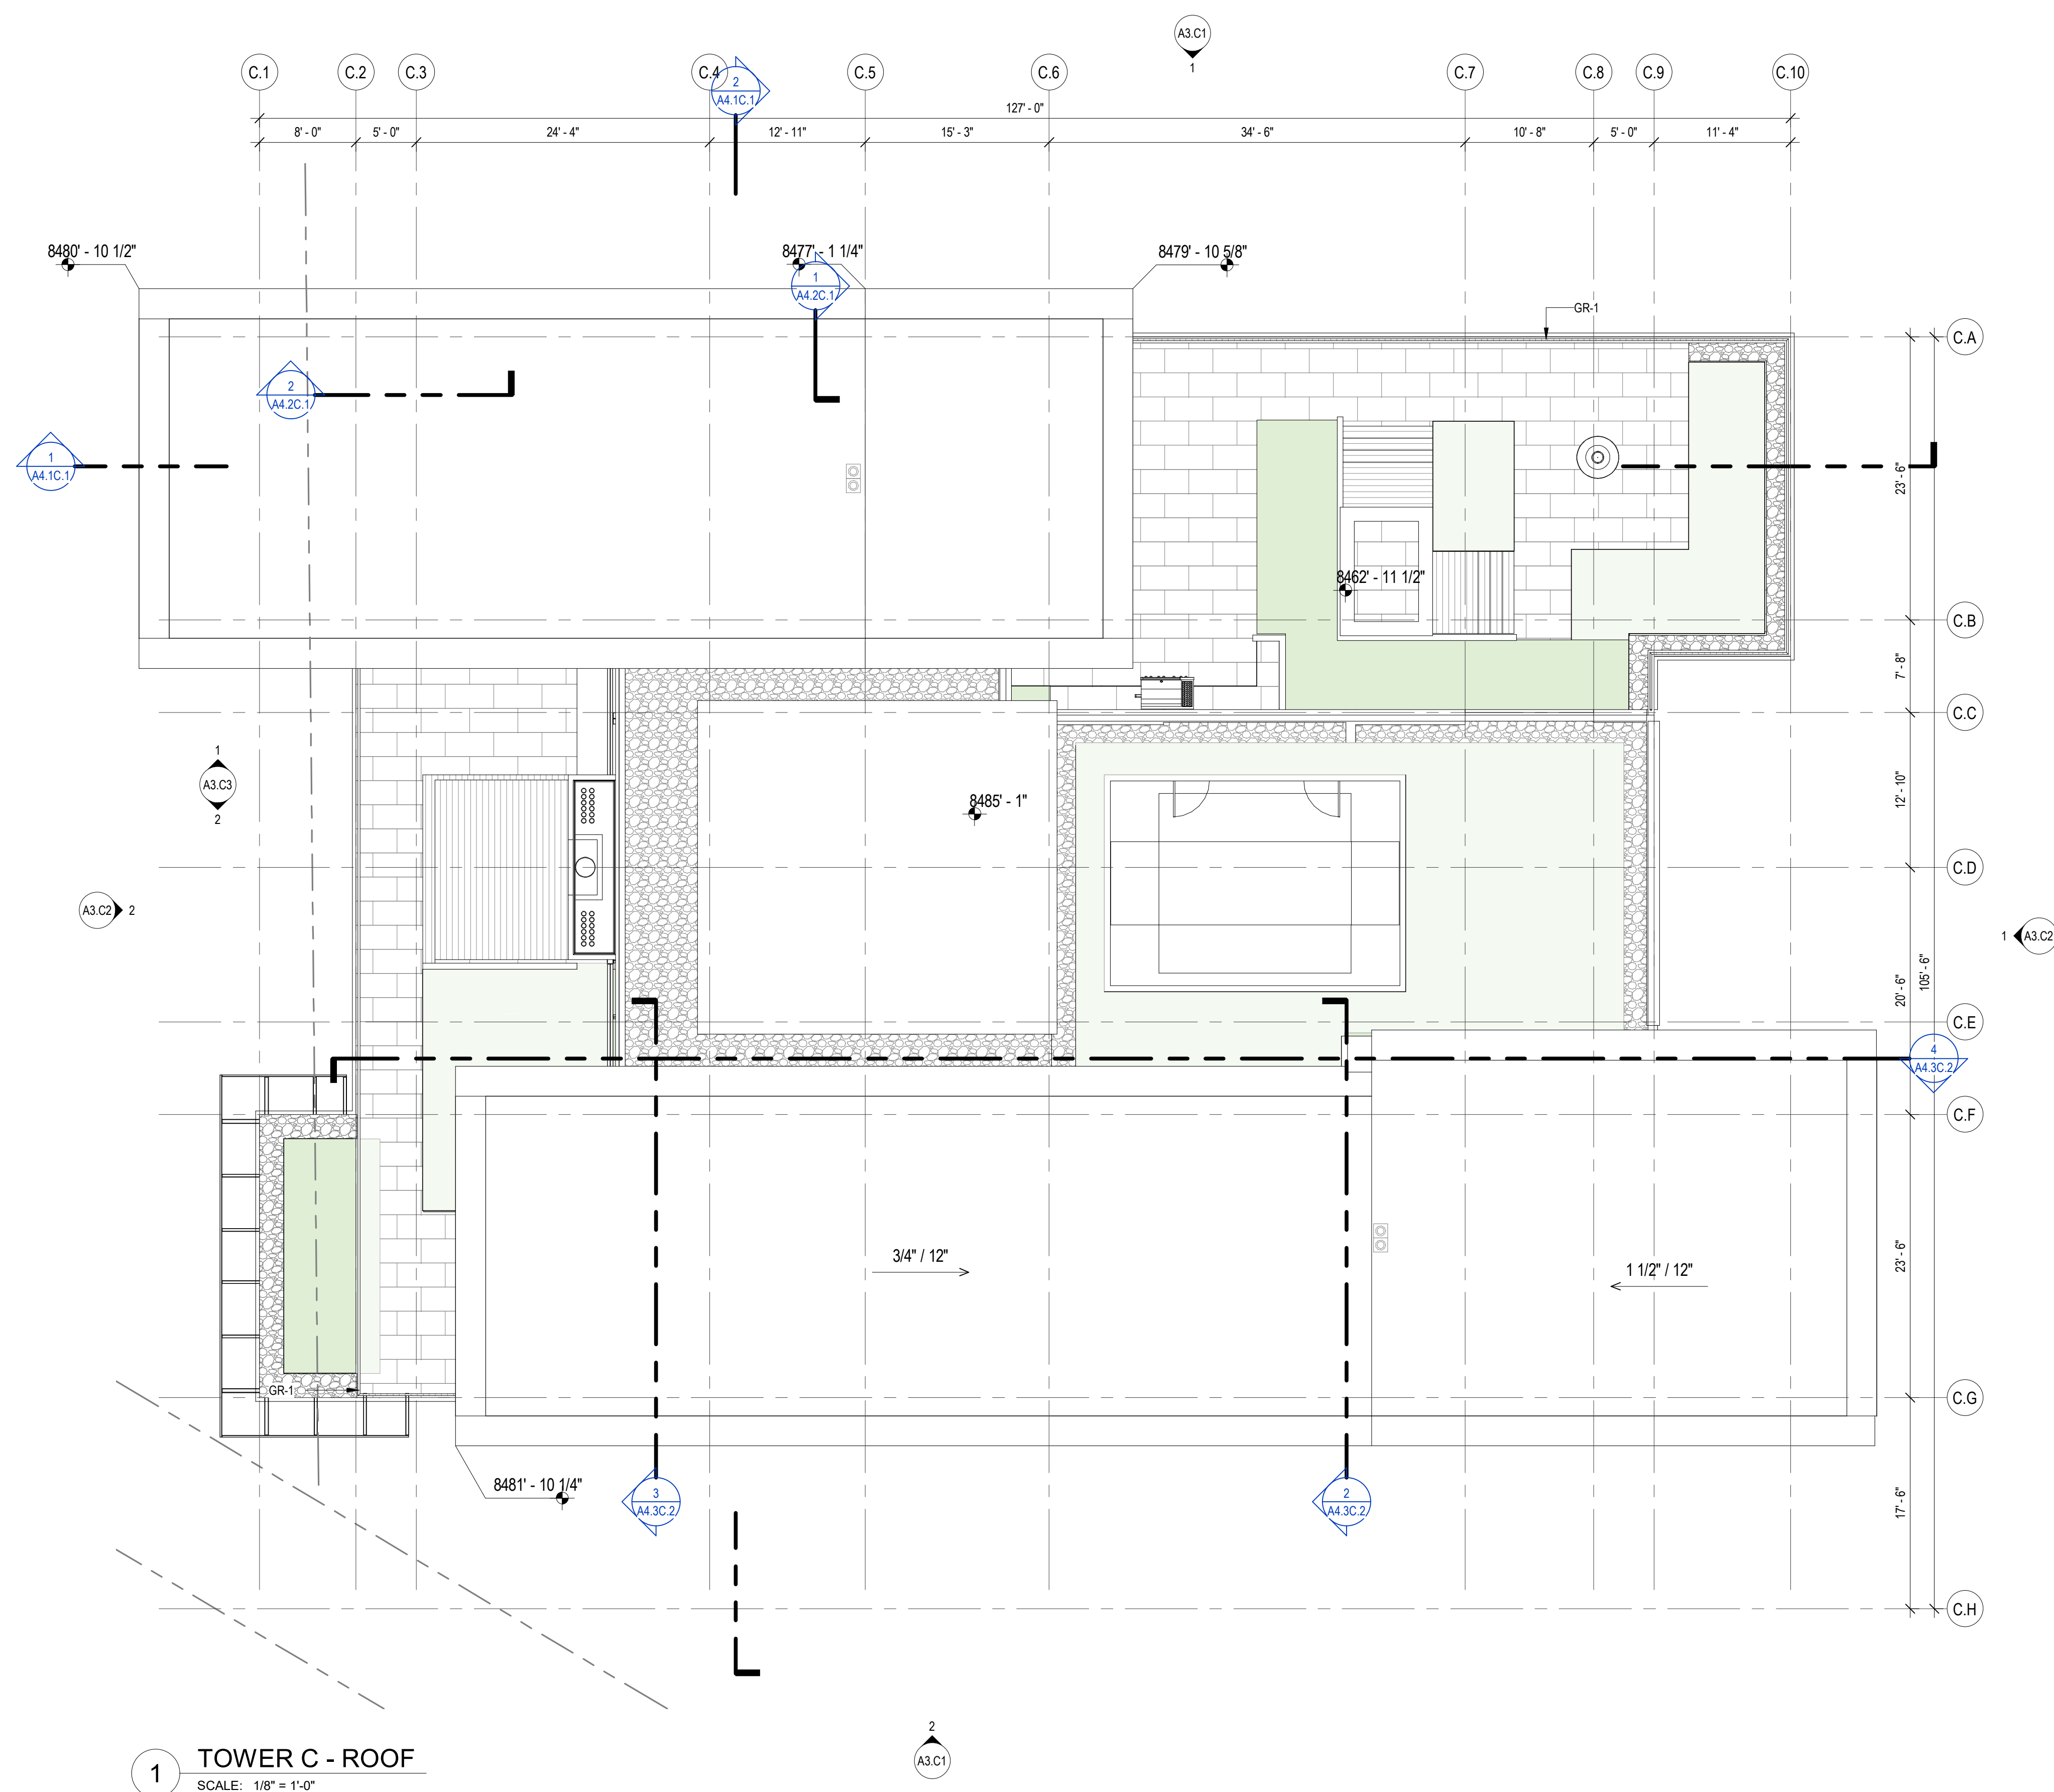 A3.C1
1
C.1
C.2
C.3
C.4
C.5
C.6
C.7
C.8
C.9
C.10
2
A4.1C.1
127' - 0"
8' - 0"
5' - 0"
24' - 4"
12' - 11"
15' - 3"
34' - 6"
10' - 8"
5' - 0"
11' - 4"
8480' - 10 1/2"
8477' - 1 1/4"
8479' - 10 5/8"
1
A4.2C.1
GR-1
C.A
2
A4.2C.1
1
A4.1C.1
23' - 6"
8462' - 11 1/2"
C.B
7' - 8"
C.C
1
A3.C3
2
8485' - 1"
12' - 10"
C.D
A3.C2
2
1
A3.C2
20' - 6"
105' - 6"
C.E
4
A4.3C.2
C.F
3/4" / 12"
1 1/2" / 12"
23' - 6"
GR-1
C.G
8481' - 10 1/4"
3
A4.3C.2
2
A4.3C.2
17' - 6"
C.H
2
A3.C1
1
TOWER C - ROOF
SCALE: 1/8" = 1'-0"